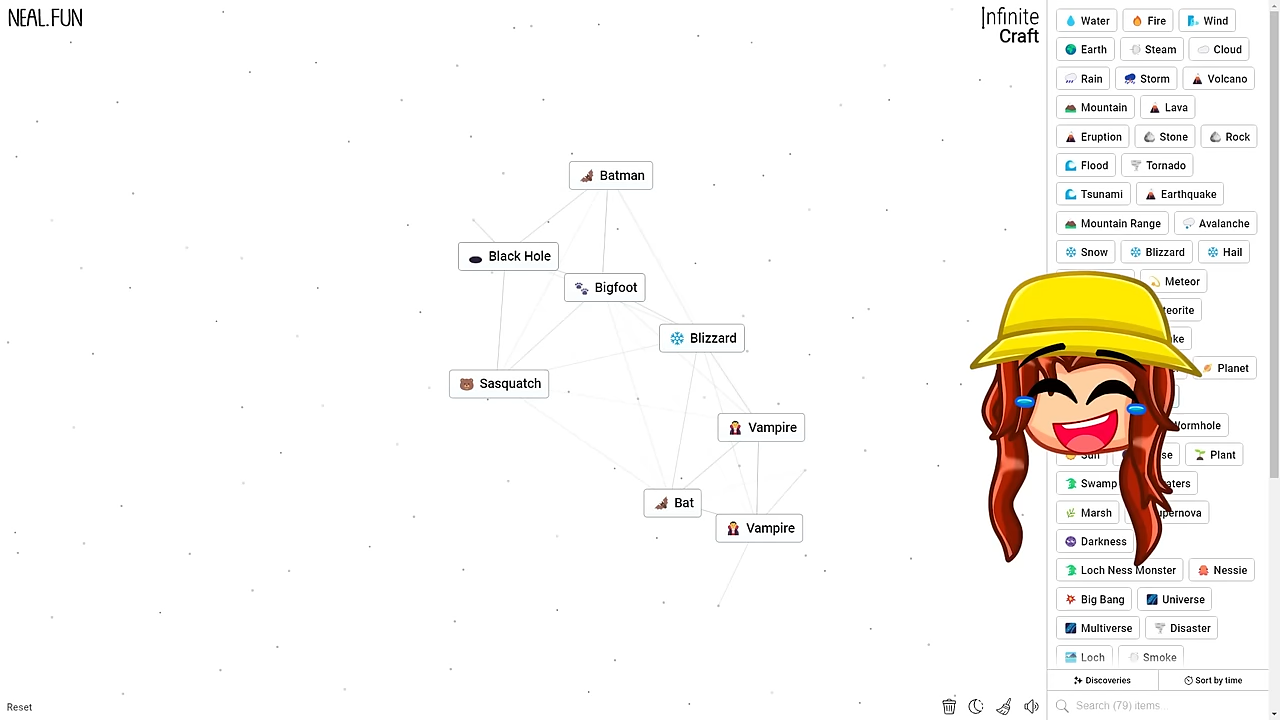 NEAL.FUN
Infinite
Craft
Batman
Black Hole
Bigfoot
Blizzard
Sasquatch
Vampire
Bat
Vampire
Reset
Water Fire Wind
Earth Steam Cloud
Rain Storm Volcano
Mountain Lava
Eruption Stone Rock
Flood Tornado
Tsunami Earthquake
Mountain Range Avalanche
Snow Blizzard Hail
Meteor
Planet
Sun Plant
Swamp
Marsh
Darkness
Loch Ness Monster Nessie
Big Bang Universe
Multiverse Disaster
Loch Smoke
Discoveries Sort by time
Search (79) items...